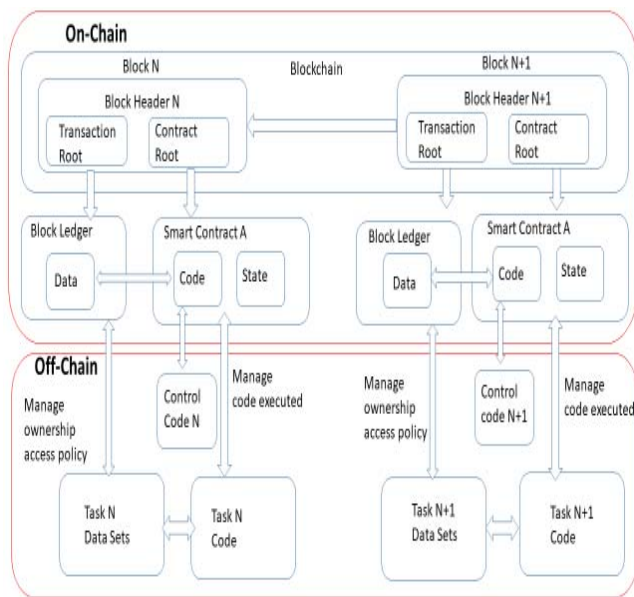 On-Chain
Block N
Blockchain
Block N+1
Block Header N
Block Header N+1
Transaction
Root
Contract
Root
Transaction
Root
Contract
Root
Block Ledger
Smart Contract A
Block Ledger
Smart Contract A
Data
Code
State
Data
Code
State
Off-Chain
Manage
ownership
access policy
Control
Code N
Manage
code executed
Manage
ownership
access policy
Control
code N+1
Manage
code executed
Task N
Data Sets
Task N
Code
Task N+1
Data Sets
Task N+1
Code